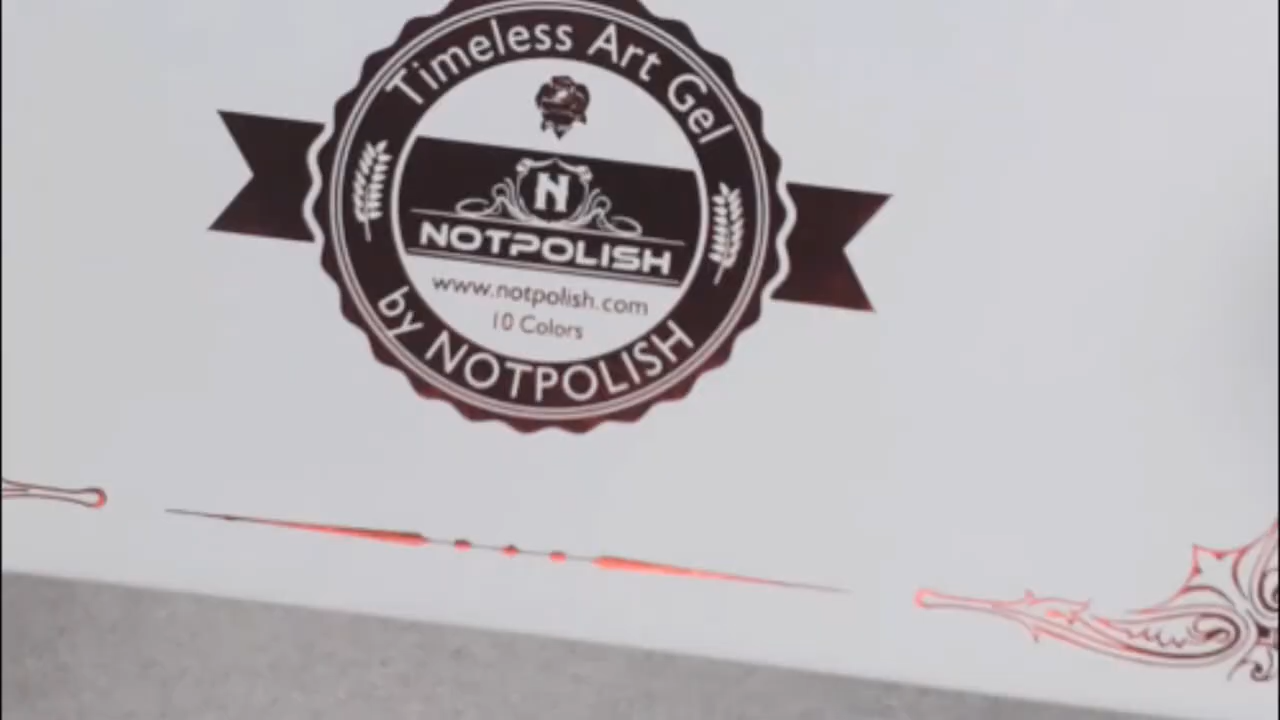 Timeless Art Gel
N
NOTPOLISH
www.notpolish.com
10 Colors
by NOTPOLISH